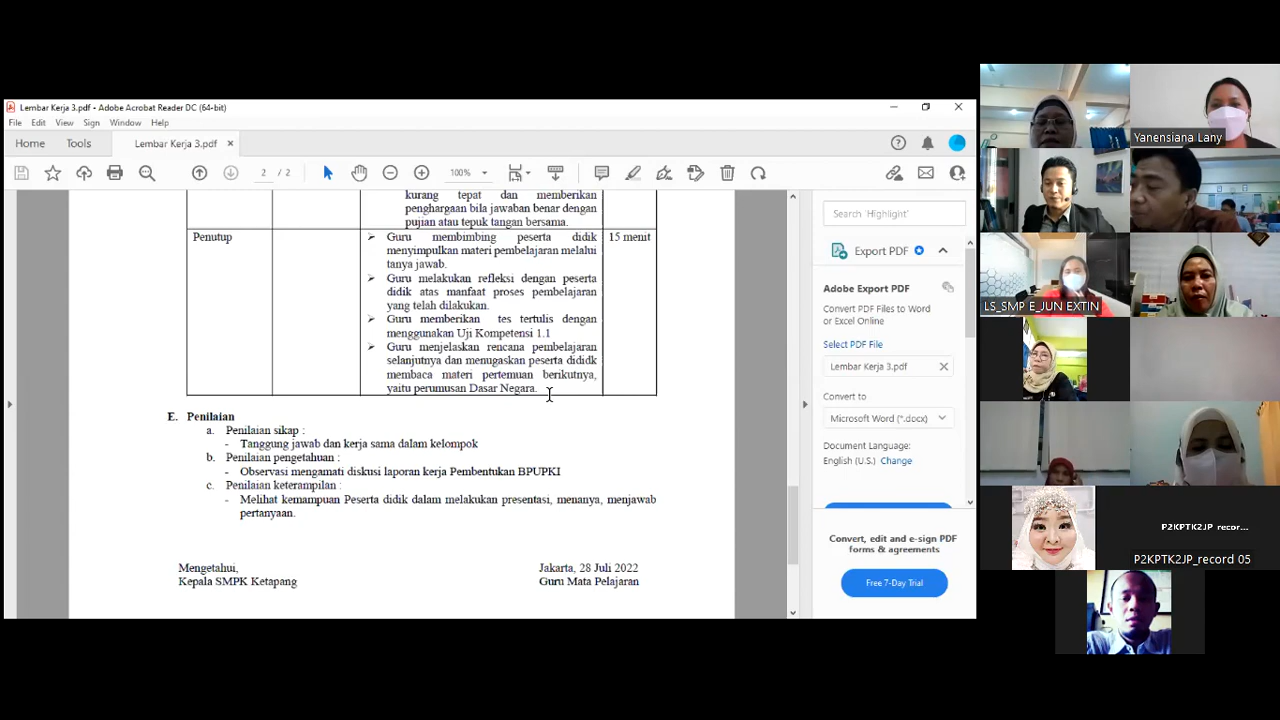 Lembar Kerja 3.pdf - Adobe Acrobat Reader DC (64-bit)
File Edit View Sign Window Help
Home Tools Lembar Kerja 3.pdf ×
2 / 2 100%
kurang tepat dan memberikan
penghargaan bila jawaban benar dengan
pujian atau tepuk tangan bersama.
Penutup
➢ Guru membimbing peserta didik
menyimpulkan materi pembelajaran melalui
tanya jawab.
➢ Guru melakukan refleksi dengan peserta
didik atas manfaat proses pembelajaran
yang telah dilakukan.
➢ Guru memberikan tes tertulis dengan
menggunakan Uji Kompetensi 1.1
➢ Guru menjelaskan rencana pembelajaran
selanjutnya dan menugaskan peserta dididk
membaca materi pertemuan berikutnya,
yaitu perumusan Dasar Negara.
15 menit
E. Penilaian
a. Penilaian sikap :
- Tanggung jawab dan kerja sama dalam kelompok
b. Penilaian pengetahuan :
- Observasi mengamati diskusi laporan kerja Pembentukan BPUPKI
c. Penilaian keterampilan :
- Melihat kemampuan Peserta didik dalam melakukan presentasi, menanya, menjawab
pertanyaan.
Mengetahui,
Kepala SMPK Ketapang
Jakarta, 28 Juli 2022
Guru Mata Pelajaran
Search 'Highlight'
Export PDF
Adobe Export PDF
Convert PDF Files to Word
or Excel Online
Select PDF File
Lembar Kerja 3.pdf
Convert to
Microsoft Word (*.docx)
Document Language:
English (U.S.) Change
Convert, edit and e-sign PDF
forms & agreements
Free 7-Day Trial
Yanensiana Lany
LS_SMP E_JUN EXTIN
P2KPTK2JP_recor...
P2KPTK2JP_record 05